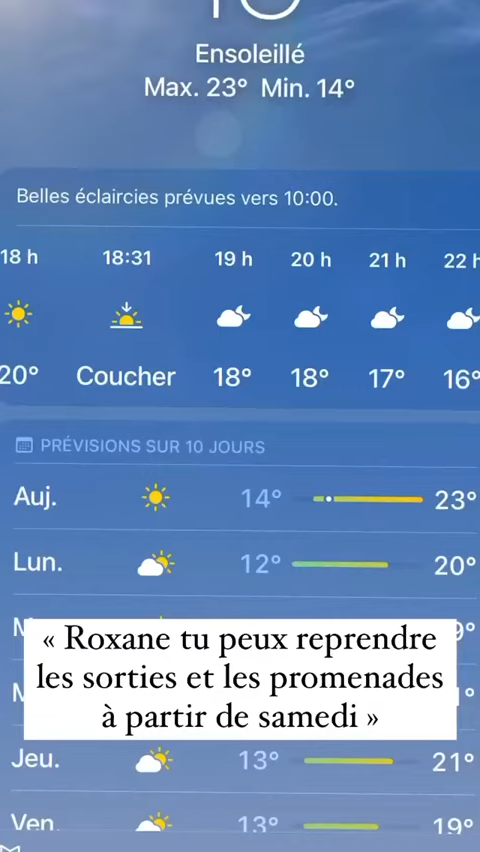 Ensoleillé
Max. 23° Min. 14°
Belles éclaircies prévues vers 10:00.
18 h 18:31 19 h 20 h 21 h 22 h
20° Coucher 18° 18° 17° 16°
PRÉVISIONS SUR 10 JOURS
Auj. 14° 23°
Lun. 12° 20°
« Roxane tu peux reprendre
les sorties et les promenades
à partir de samedi »
Jeu. 13° 21°
Ven. 13° 19°